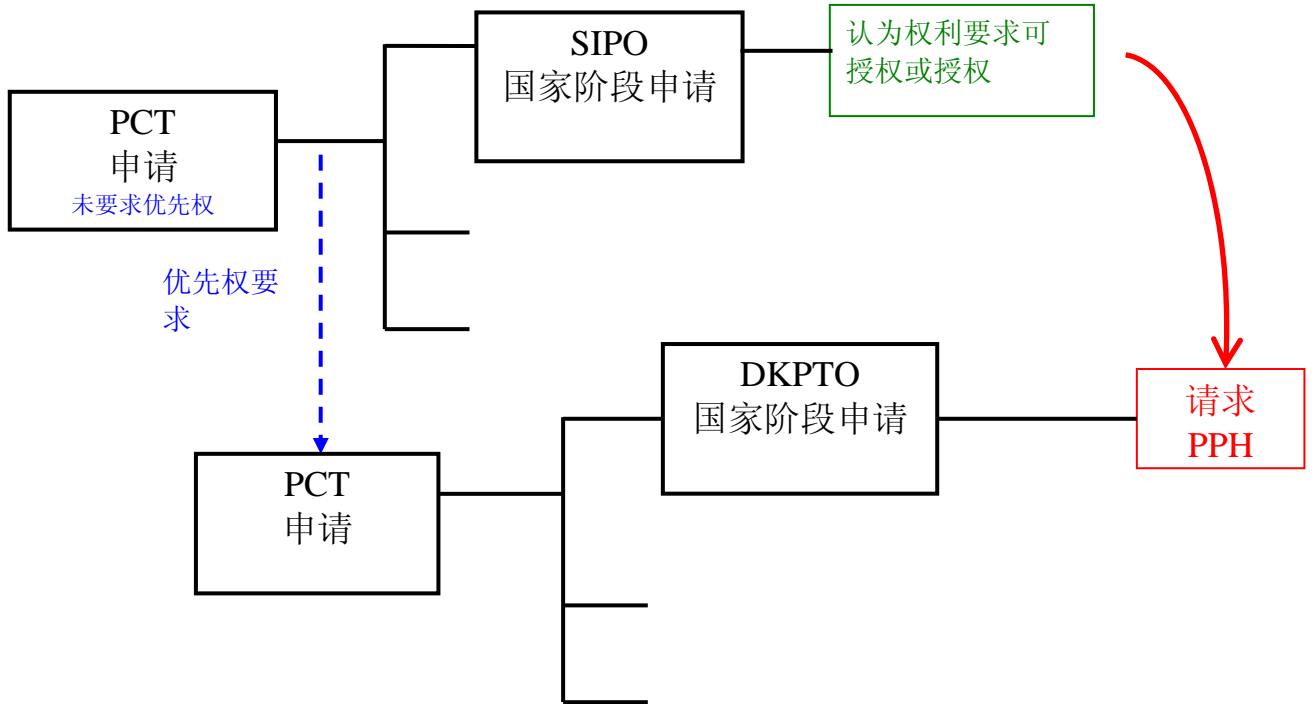 SIPO
国家阶段申请
认为权利要求可
授权或授权
PCT
申请
未要求优先权
优先权要
求
DKPTO
国家阶段申请
请求
PPH
PCT
申请